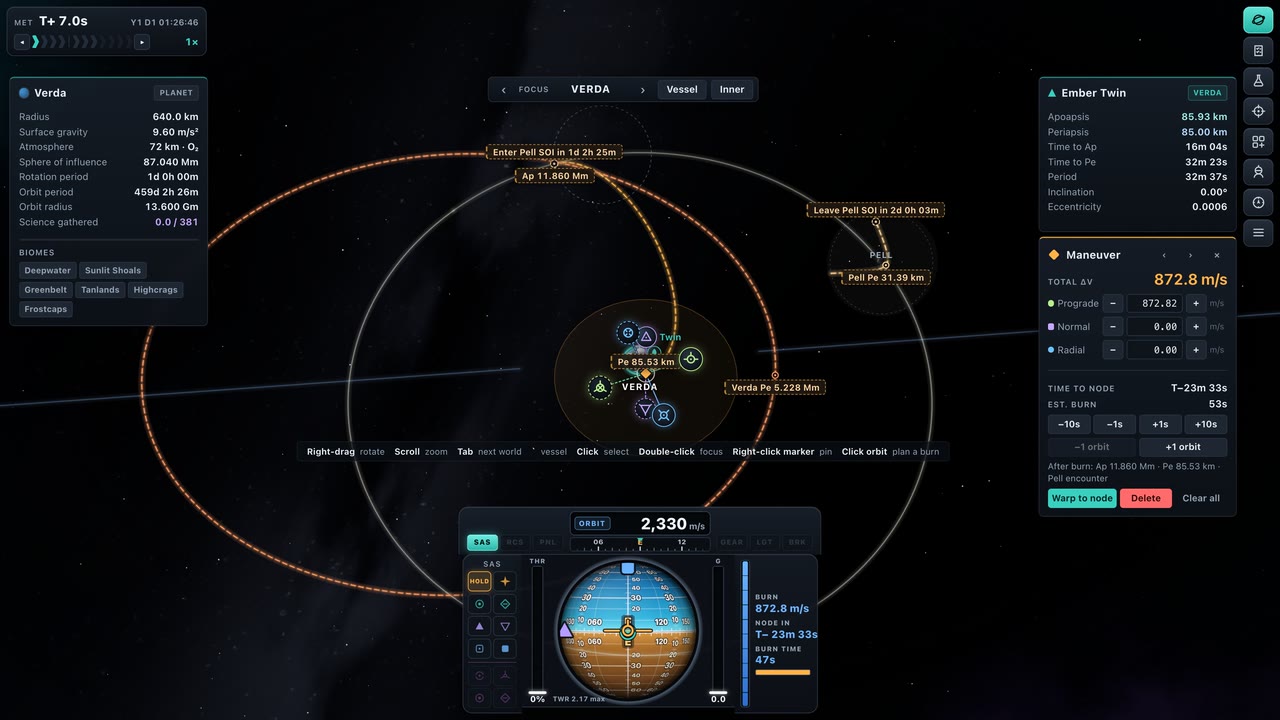 MET T+ 7.0s Y1 D1 01:26:46
1×
Verda PLANET
Radius 640.0 km
Surface gravity 9.60 m/s²
Atmosphere 72 km · O₂
Sphere of influence 87.040 Mm
Rotation period 1d 0h 00m
Orbit period 459d 2h 26m
Orbit radius 13.600 Gm
Science gathered 0.0 / 381
BIOMES
Deepwater Sunlit Shoals
Greenbelt Tanlands Highcrags
Frostcaps
‹ FOCUS VERDA › Vessel Inner
Enter Pell SOI in 1d 2h 25m
Ap 11.860 Mm
Leave Pell SOI in 2d 0h 03m
PELL
Pell Pe 31.39 km
Twin
Pe 85.53 km
VERDA
Verda Pe 5.228 Mm
Right-drag rotate Scroll zoom Tab next world ` vessel Click select Double-click focus Right-click marker pin Click orbit plan a burn
Ember Twin VERDA
Apoapsis 85.93 km
Periapsis 85.00 km
Time to Ap 16m 04s
Time to Pe 32m 23s
Period 32m 37s
Inclination 0.00°
Eccentricity 0.0006
Maneuver ‹ › ×
TOTAL ΔV 872.8 m/s
Prograde − 872.82 + m/s
Normal − 0.00 + m/s
Radial − 0.00 + m/s
TIME TO NODE T−23m 33s
EST. BURN 53s
−10s −1s +1s +10s
−1 orbit +1 orbit
After burn: Ap 11.860 Mm · Pe 85.53 km ·
Pell encounter
Warp to node Delete Clear all
ORBIT 2,330 m/s
SAS RCS PNL GEAR LGT BRK
06 E 12
SAS THR G
HOLD
060 120
060 E 120
0% TWR 2.17 max 0.0
BURN
872.8 m/s
NODE IN
T− 23m 33s
BURN TIME
47s